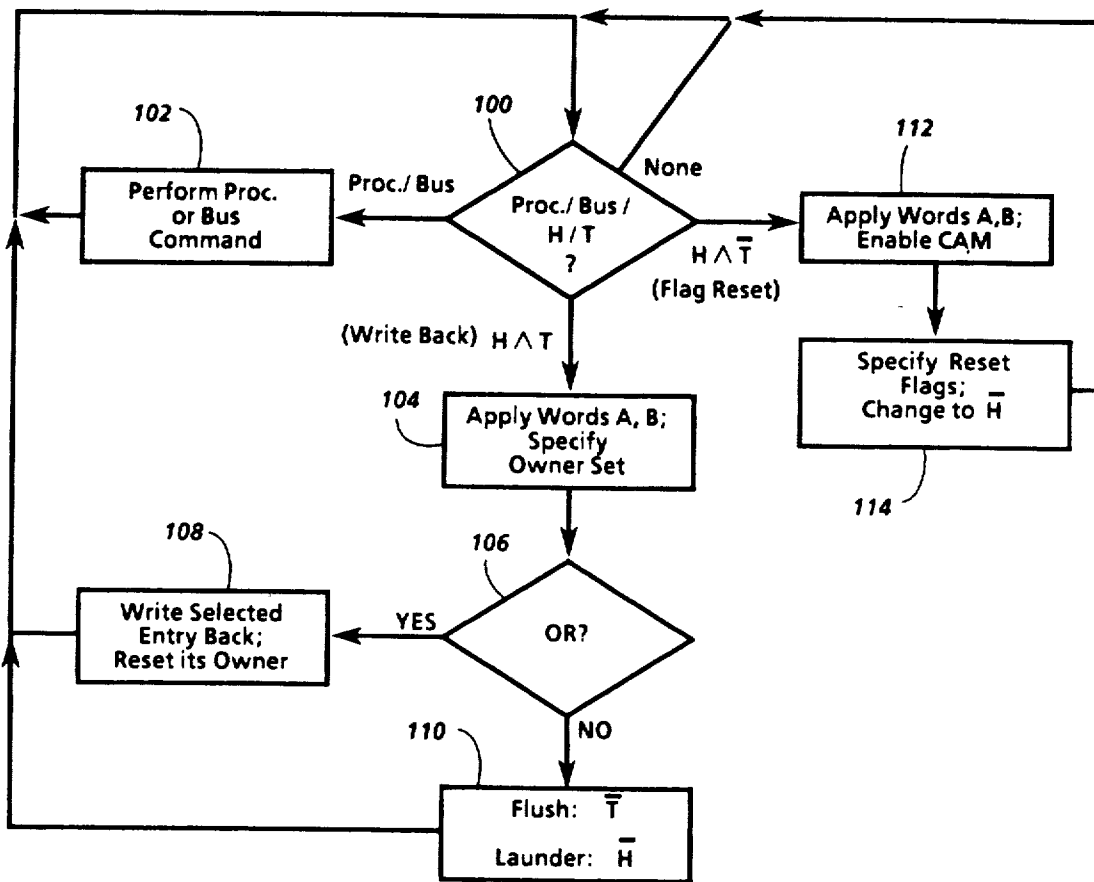 100
102
112
Perform Proc.
or Bus
Command
Proc./ Bus
None
Proc./ Bus /
H / T
?
H ∧ T̅
(Flag Reset)
Apply Words A,B;
Enable CAM
(Write Back) H ∧ T
Specify Reset
Flags;
Change to H̅
104
Apply Words A, B;
Specify
Owner Set
114
106
108
Write Selected
Entry Back;
Reset its Owner
YES
OR?
NO
110
Flush: T̅
Launder: H̅